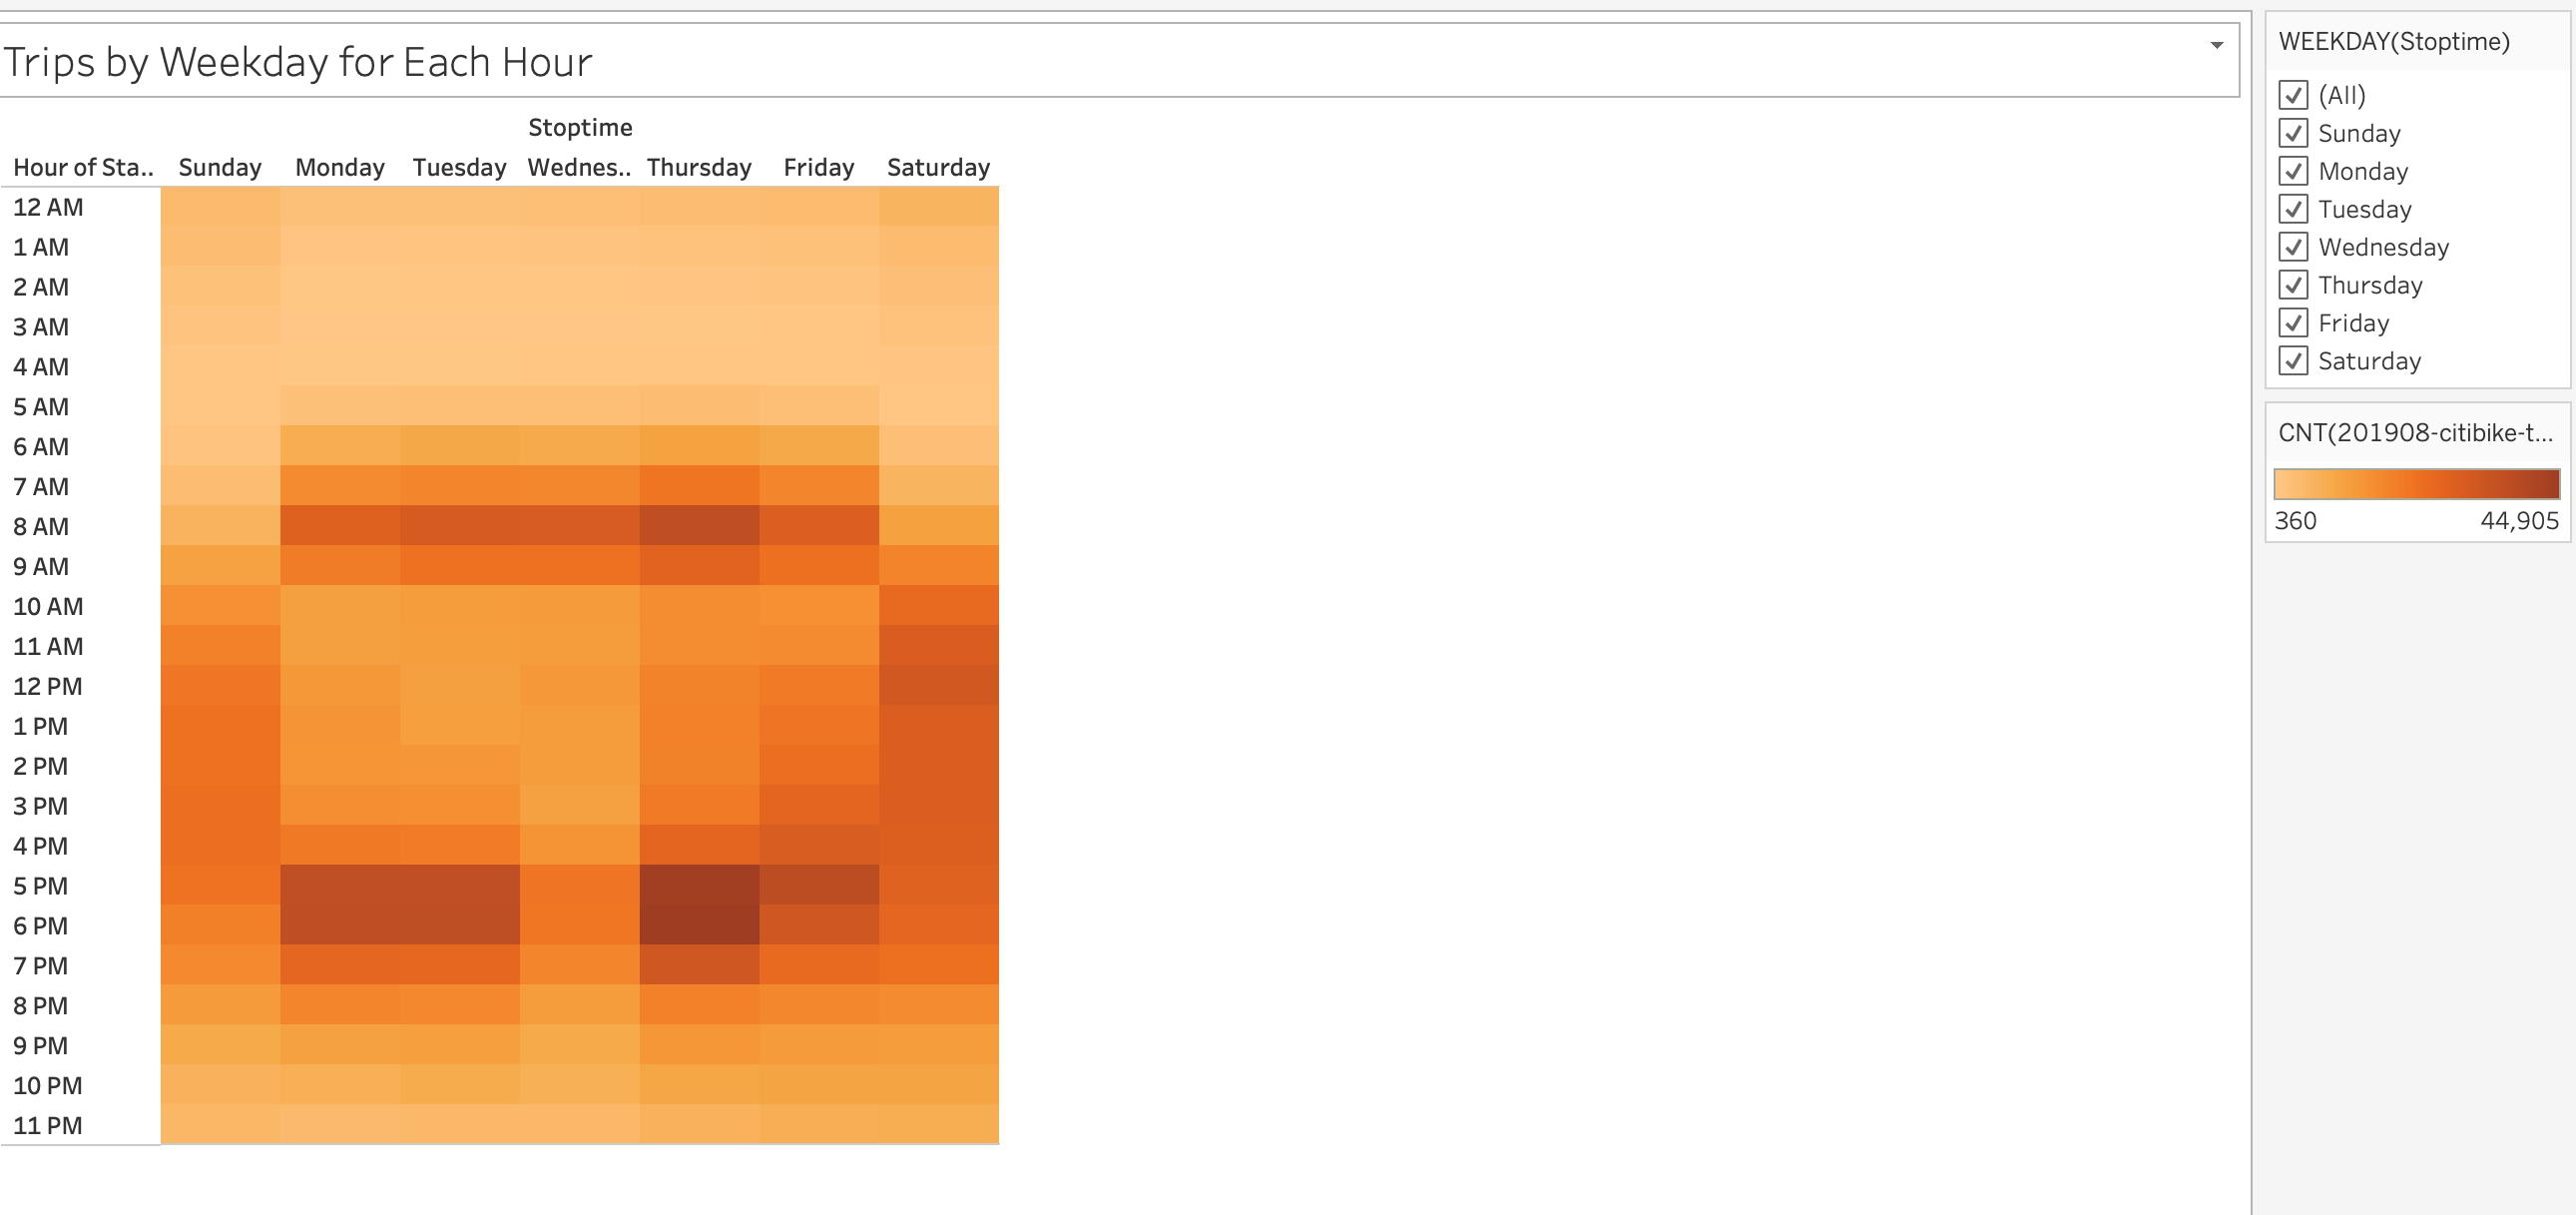 Trips by Weekday for Each Hour
Stoptime
Hour of Sta.. Sunday Monday Tuesday Wednes.. Thursday Friday Saturday
12 AM
1 AM
2 AM
3 AM
4 AM
5 AM
6 AM
7 AM
8 AM
9 AM
10 AM
11 AM
12 PM
1 PM
2 PM
3 PM
4 PM
5 PM
6 PM
7 PM
8 PM
9 PM
10 PM
11 PM
WEEKDAY(Stoptime)
(All)
Sunday
Monday
Tuesday
Wednesday
Thursday
Friday
Saturday
CNT(201908-citibike-t...
360 44,905